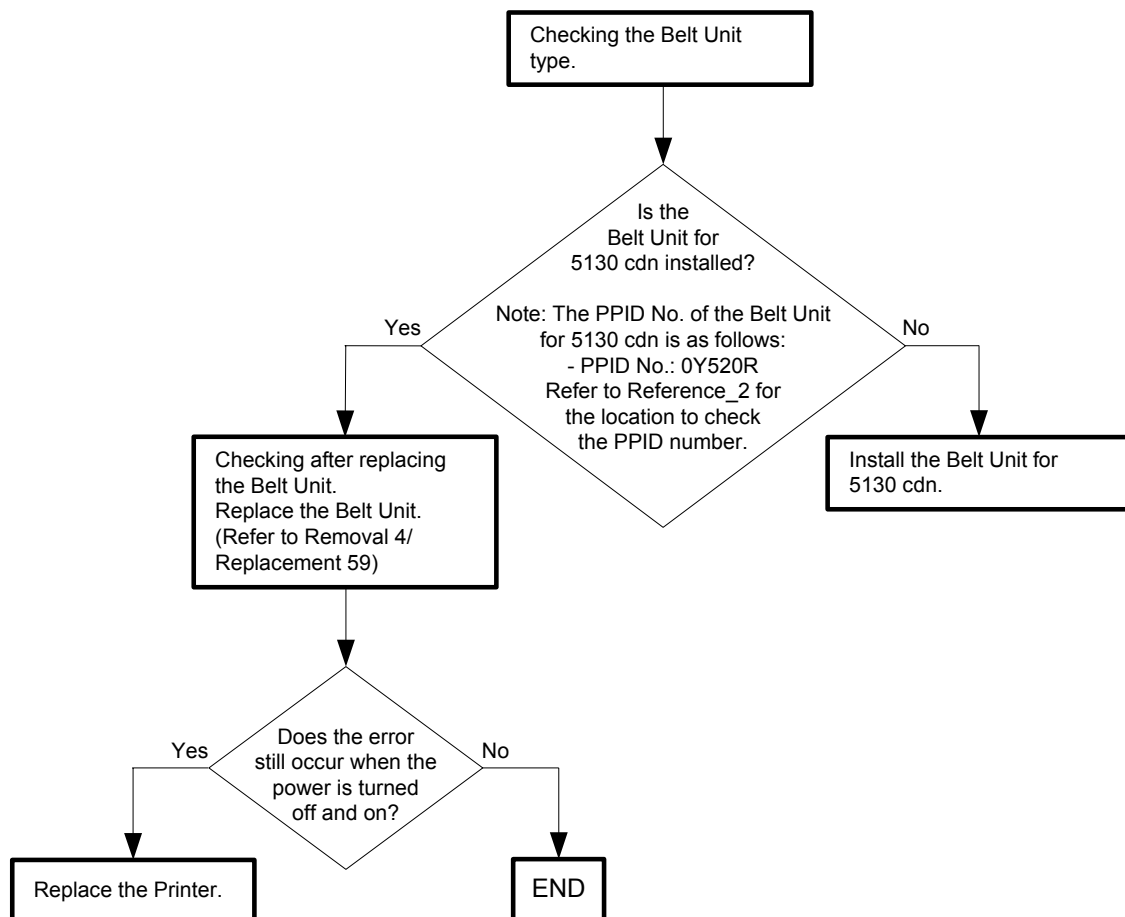 Checking the Belt Unit
type.
Is the
Belt Unit for
5130 cdn installed?
Note: The PPID No. of the Belt Unit
for 5130 cdn is as follows:
- PPID No.: 0Y520R
Refer to Reference_2 for
the location to check
the PPID number.
Yes
No
Checking after replacing
the Belt Unit.
Replace the Belt Unit.
(Refer to Removal 4/
Replacement 59)
Install the Belt Unit for
5130 cdn.
Does the error
still occur when the
power is turned
off and on?
Yes
No
Replace the Printer.
END